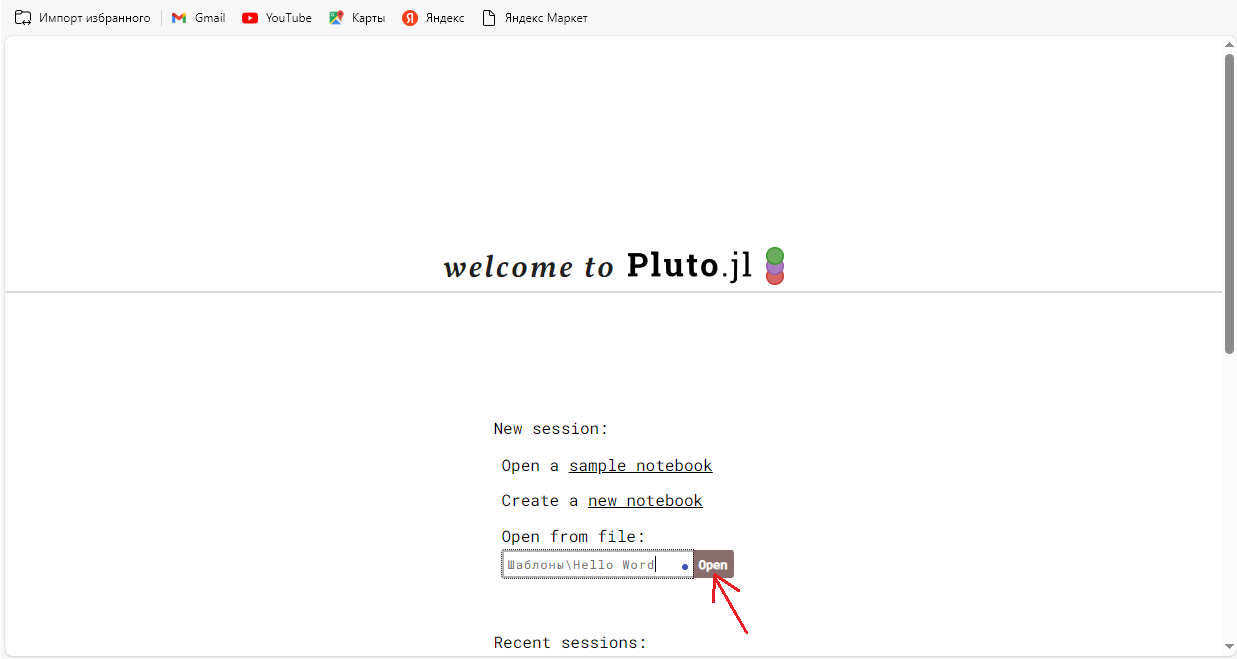 Импорт избранного Gmail YouTube Карты Яндекс Яндекс Маркет
welcome to Pluto.jl
New session:
Open a sample notebook
Create a new notebook
Open from file:
Шаблоны\Hello Word Open
Recent sessions: